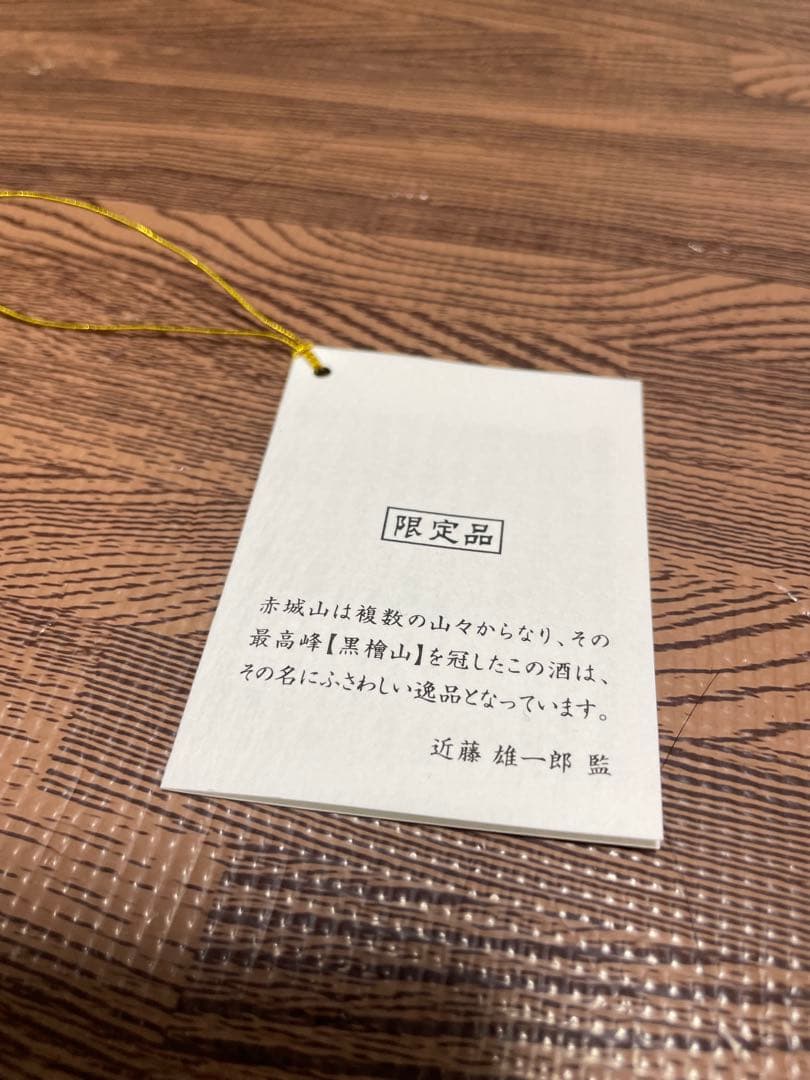 限定品
赤城山は複数の山々からなり、その
最高峰【黒檜山】を冠したこの酒は、
その名にふさわしい逸品となっています。
近藤 雄一郎 監